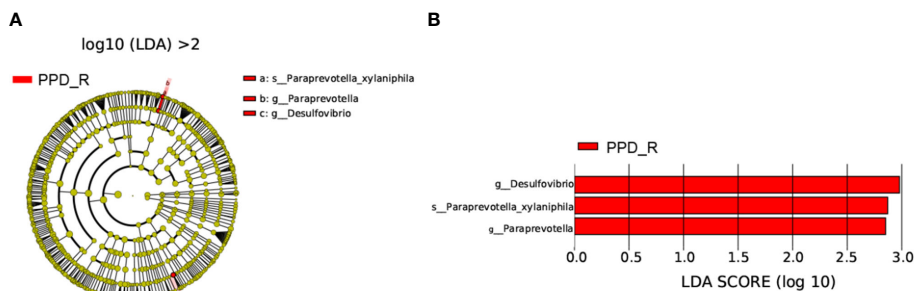 A
log10 (LDA) >2
PPD_R
a: s__Paraprevotella_xylaniphila
b: g__Paraprevotella
c: g__Desulfovibrio
B
PPD_R
g__Desulfovibrio
s__Paraprevotella_xylaniphila
g__Paraprevotella
0.0 0.5 1.0 1.5 2.0 2.5 3.0
LDA SCORE (log 10)